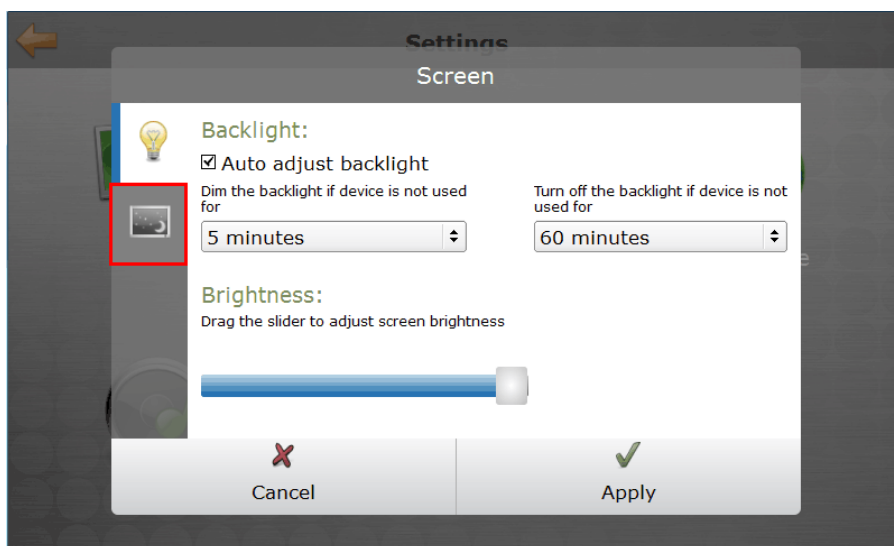 Settings
Screen
Backlight:
Auto adjust backlight
Dim the backlight if device is not used
for
5 minutes
Turn off the backlight if device is not
used for
60 minutes
Brightness:
Drag the slider to adjust screen brightness
Cancel
Apply